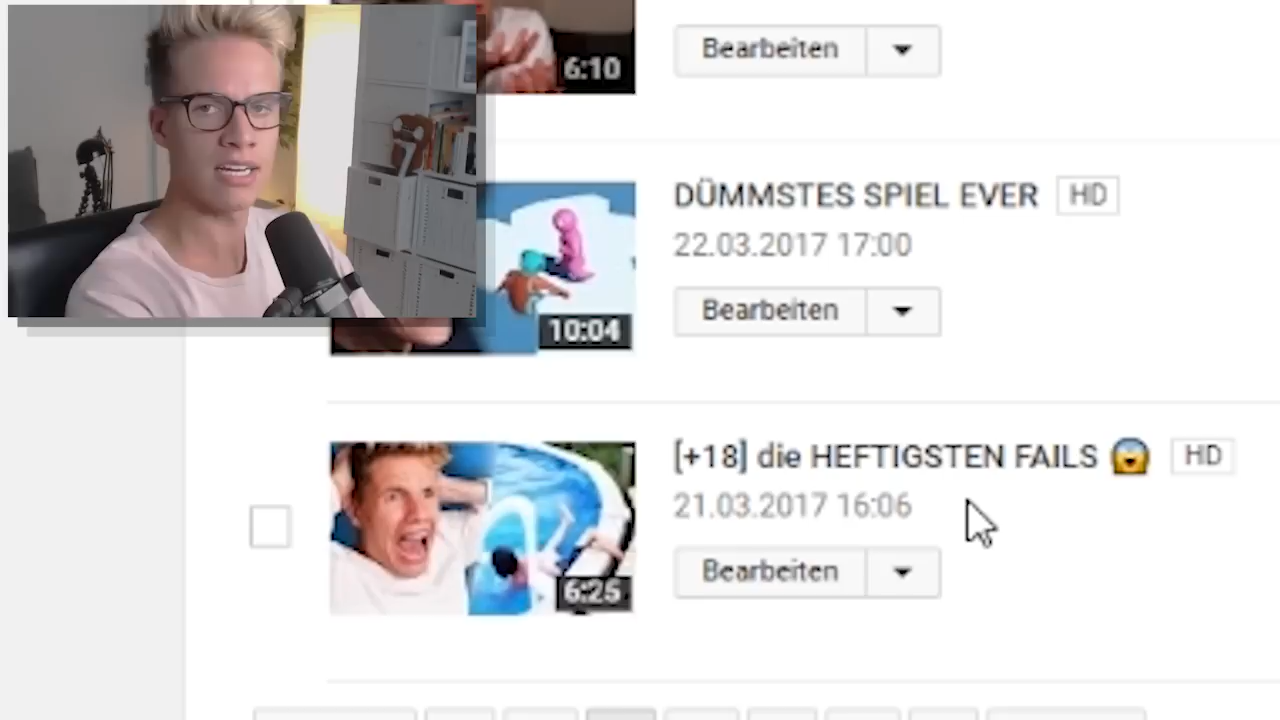 6:10
Bearbeiten
DÜMMSTES SPIEL EVER HD
22.03.2017 17:00
10:04
Bearbeiten
[+18] die HEFTIGSTEN FAILS 😱 HD
21.03.2017 16:06
6:25
Bearbeiten